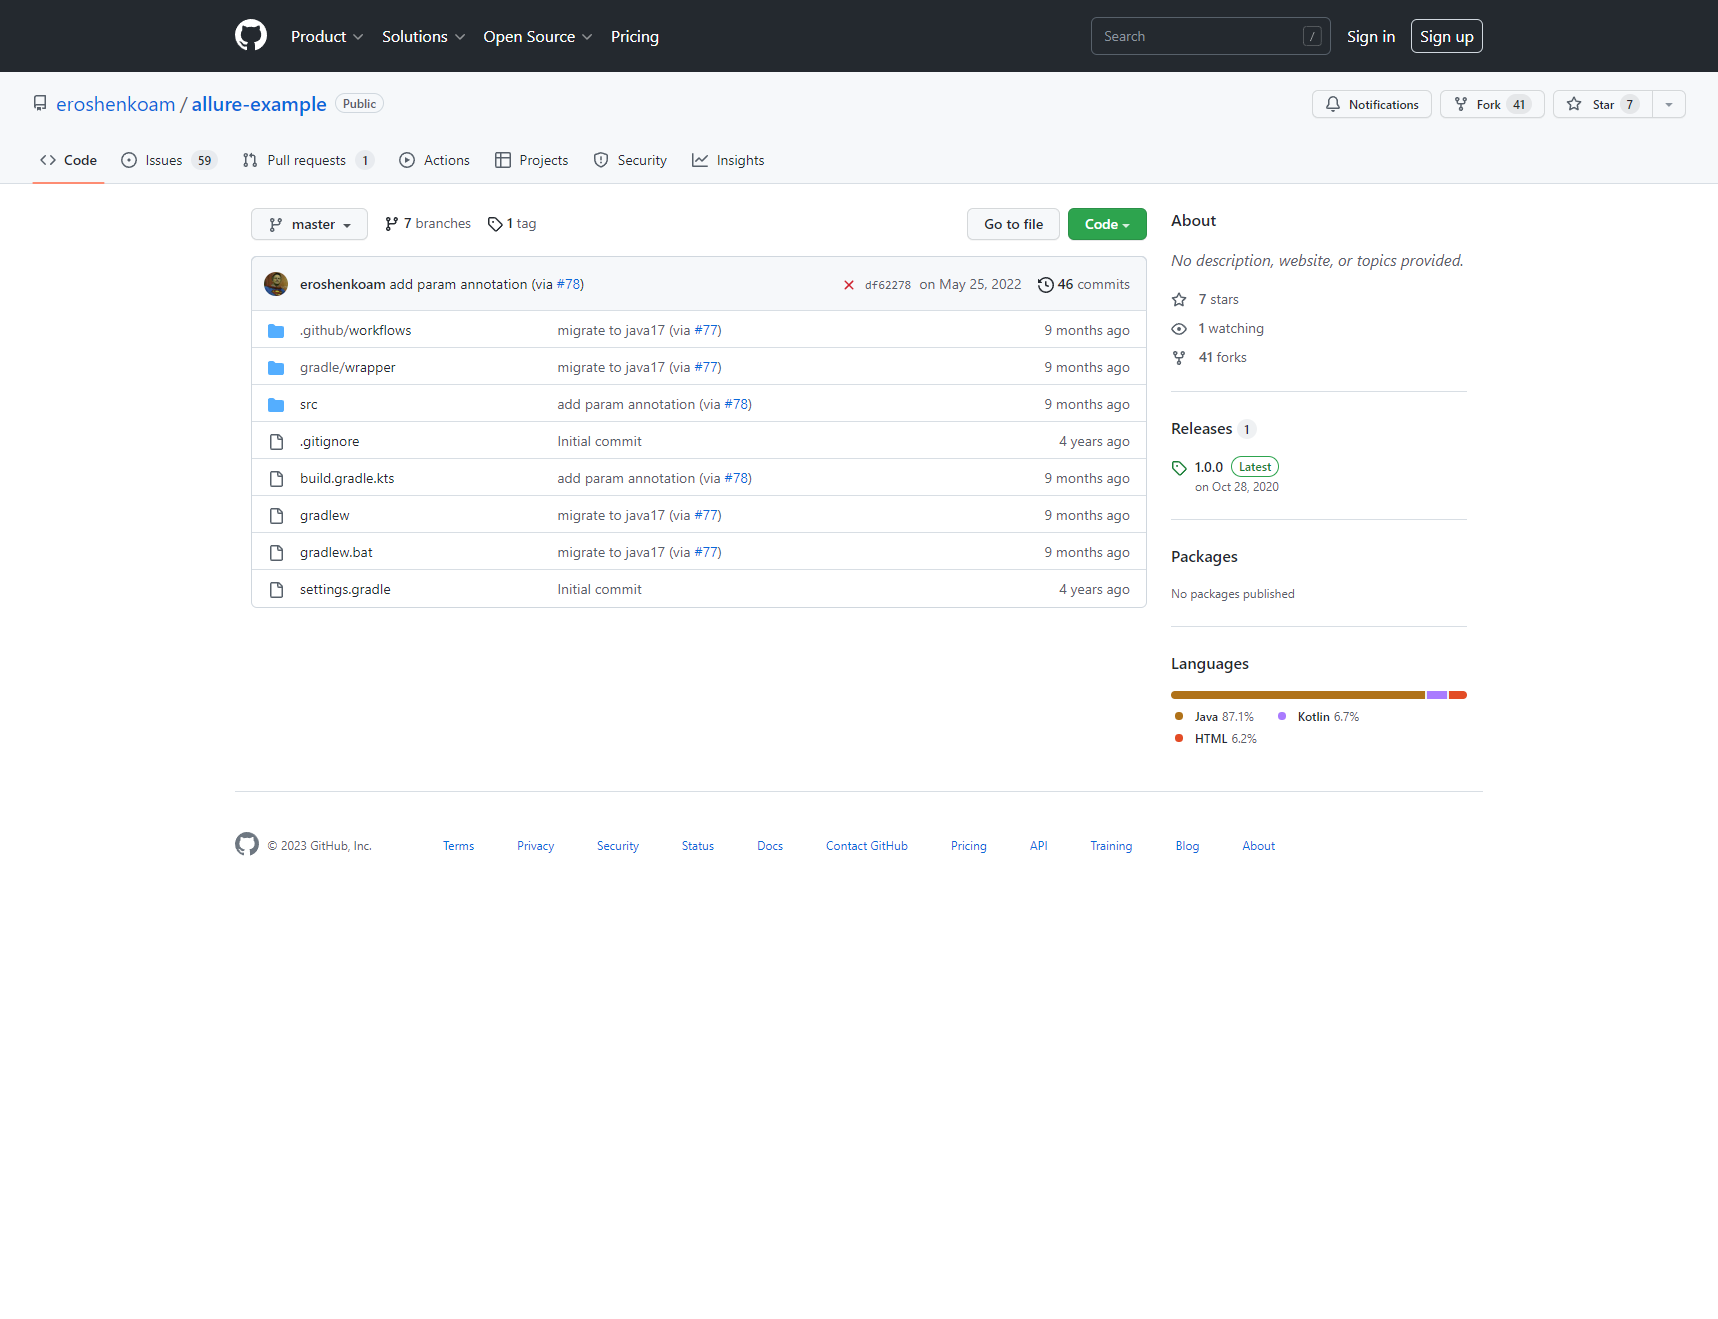 Product Solutions Open Source Pricing Search / Sign in Sign up
eroshenkoam / allure-example Public Notifications Fork 41 Star 7
Code Issues 59 Pull requests 1 Actions Projects Security Insights
master 7 branches 1 tag Go to file Code
eroshenkoam add param annotation (via #78) df62278 on May 25, 2022 46 commits
.github/workflows migrate to java17 (via #77) 9 months ago
gradle/wrapper migrate to java17 (via #77) 9 months ago
src add param annotation (via #78) 9 months ago
.gitignore Initial commit 4 years ago
build.gradle.kts add param annotation (via #78) 9 months ago
gradlew migrate to java17 (via #77) 9 months ago
gradlew.bat migrate to java17 (via #77) 9 months ago
settings.gradle Initial commit 4 years ago
About
No description, website, or topics provided.
7 stars
1 watching
41 forks
Releases 1
1.0.0 Latest
on Oct 28, 2020
Packages
No packages published
Languages
Java 87.1% Kotlin 6.7%
HTML 6.2%
© 2023 GitHub, Inc. Terms Privacy Security Status Docs Contact GitHub Pricing API Training Blog About